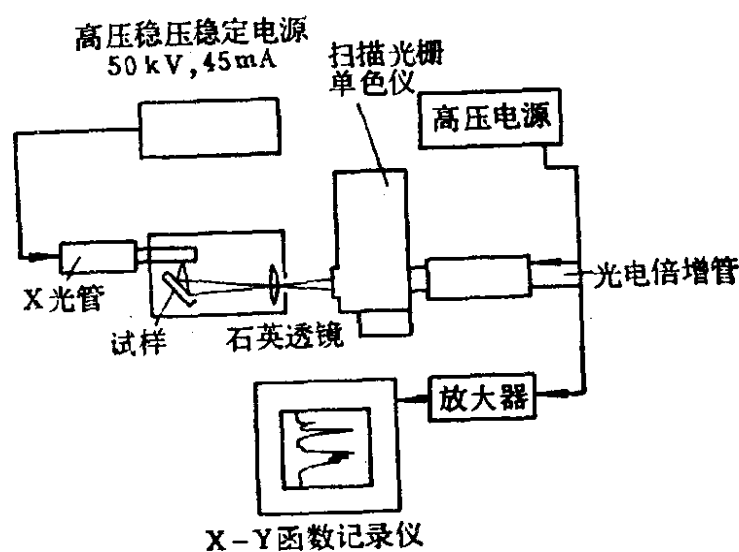 高压稳压稳定电源
50kV,45mA
扫描光栅
单色仪
高压电源
X光管
试样
石英透镜
光电倍增管
放大器
X-Y函数记录仪